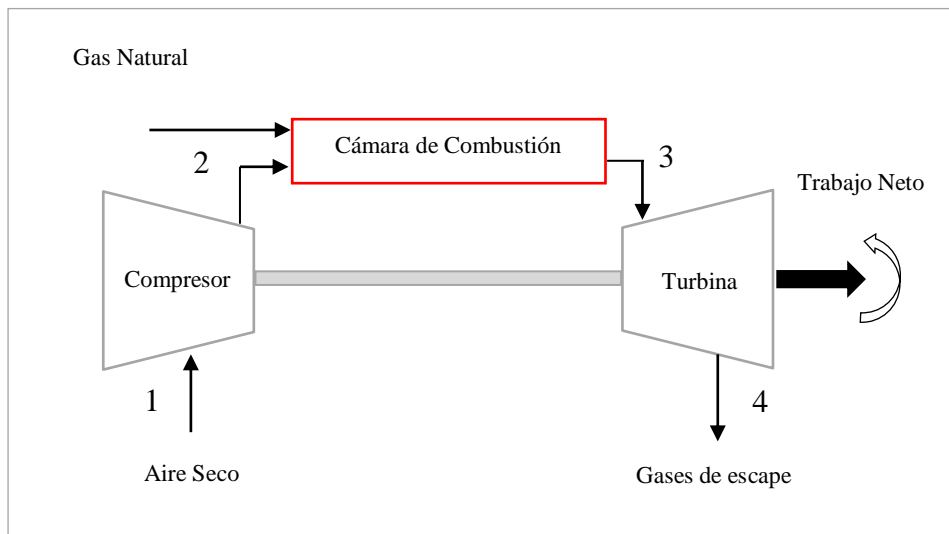 Gas Natural
Cámara de Combustión
2
3
Trabajo Neto
Compresor
Turbina
1
4
Aire Seco
Gases de escape